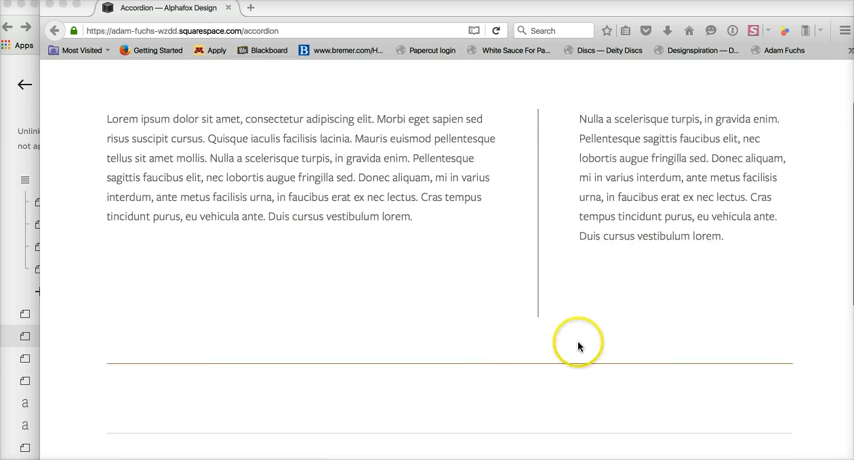 Accordion — Alphafox Design
https://adam-fuchs-wzdd.squarespace.com/accordion
Search
Apps
Most Visited
Getting Started
Apply
Blackboard
www.bremer.com/H...
Papercut login
White Sauce For Pa...
Discs — Deity Discs
Designspiration — D...
Adam Fuchs
Unlink
not ap
a
a
Lorem ipsum dolor sit amet, consectetur adipiscing elit. Morbi eget sapien sed
risus suscipit cursus. Quisque iaculis facilisis lacinia. Mauris euismod pellentesque
tellus sit amet mollis. Nulla a scelerisque turpis, in gravida enim. Pellentesque
sagittis faucibus elit, nec lobortis augue fringilla sed. Donec aliquam, mi in varius
interdum, ante metus facilisis urna, in faucibus erat ex nec lectus. Cras tempus
tincidunt purus, eu vehicula ante. Duis cursus vestibulum lorem.
Nulla a scelerisque turpis, in gravida enim.
Pellentesque sagittis faucibus elit, nec
lobortis augue fringilla sed. Donec aliquam,
mi in varius interdum, ante metus facilisis
urna, in faucibus erat ex nec lectus. Cras
tempus tincidunt purus, eu vehicula ante.
Duis cursus vestibulum lorem.